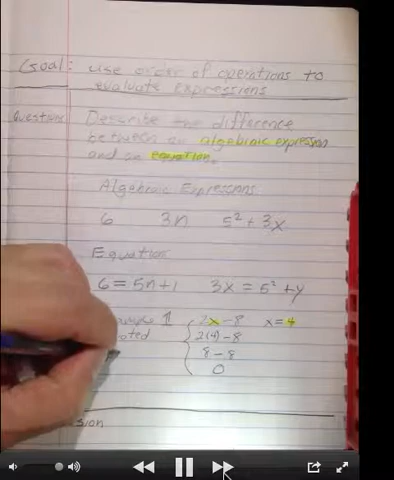 Goal: use order of operations to
evaluate expressions
Question: Describe the difference
between an algebraic expression
and an equation.
Algebraic Expressions
6 3n 5² + 3x
Equation
6 = 5n + 1 3x = 5² + y
1 2x - 8 x = 4
2(4) - 8
8 - 8
0